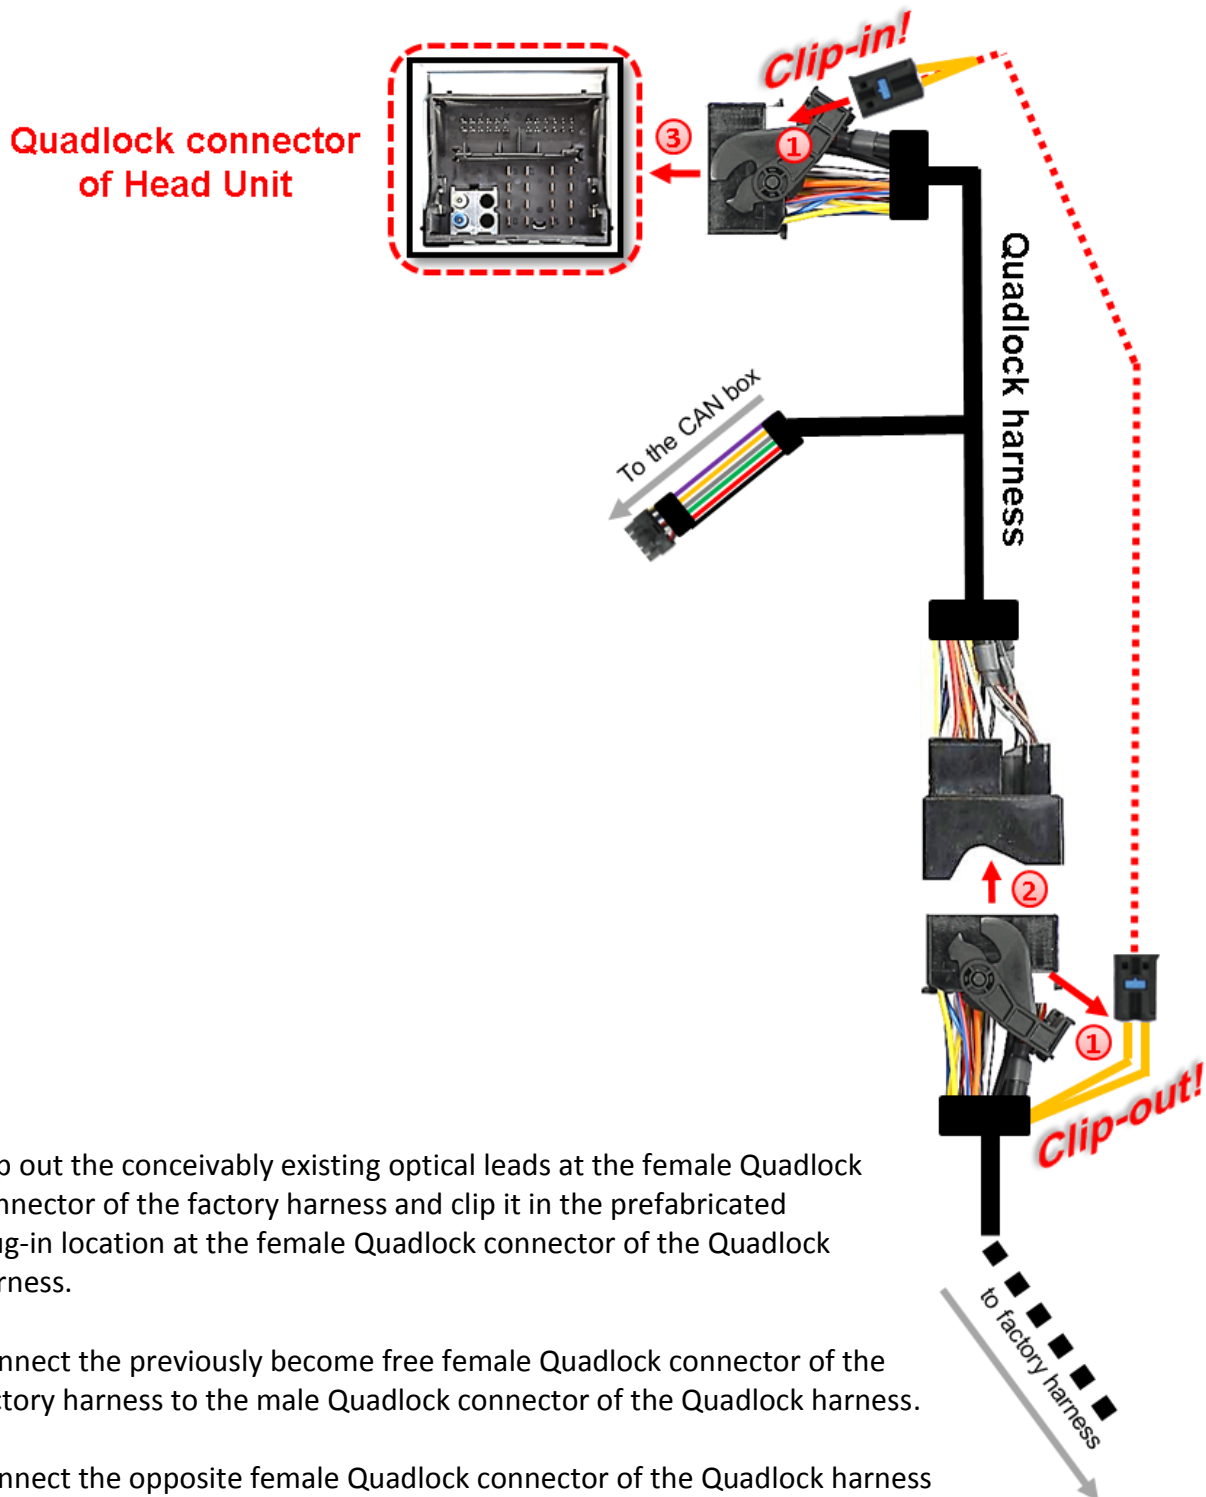 Clip-in!
Quadlock connector
of Head Unit
3
1
Quadlock harness
To the CAN box
2
1
Clip-out!
to factory harness
p out the conceivably existing optical leads at the female Quadlock
nnector of the factory harness and clip it in the prefabricated
ug-in location at the female Quadlock connector of the Quadlock
rness.
nnect the previously become free female Quadlock connector of the
ctory harness to the male Quadlock connector of the Quadlock harness.
nnect the opposite female Quadlock connector of the Quadlock harness